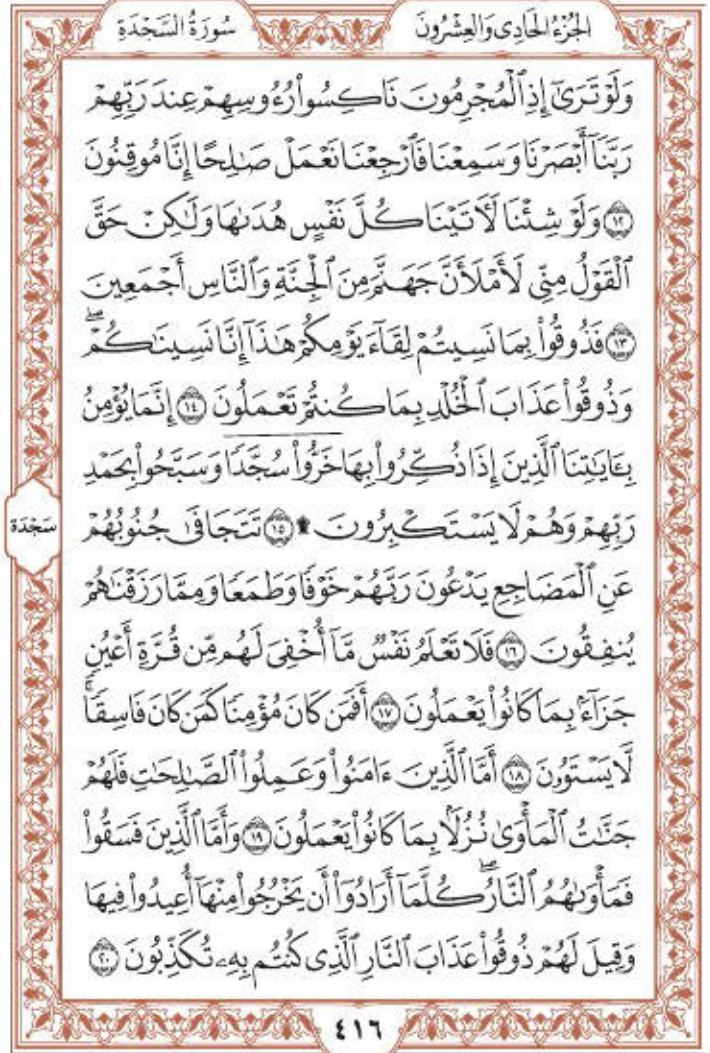 سُورَةُ السَّجْدَةِ
الجُزْءُ الحَادِى وَالعِشْرُونَ
وَلَوْ تَرَىٰٓ إِذِ ٱلْمُجْرِمُونَ نَاكِسُوا۟ رُءُوسِهِمْ عِندَ رَبِّهِمْ
رَبَّنَآ أَبْصَرْنَا وَسَمِعْنَا فَٱرْجِعْنَا نَعْمَلْ صَـٰلِحًا إِنَّا مُوقِنُونَ
١٢ وَلَوْ شِئْنَا لَـَٔاتَيْنَا كُلَّ نَفْسٍ هُدَىٰهَا وَلَـٰكِنْ حَقَّ
ٱلْقَوْلُ مِنِّى لَأَمْلَأَنَّ جَهَنَّمَ مِنَ ٱلْجِنَّةِ وَٱلنَّاسِ أَجْمَعِينَ
١٣ فَذُوقُوا۟ بِمَا نَسِيتُمْ لِقَآءَ يَوْمِكُمْ هَـٰذَآ إِنَّا نَسِينَـٰكُمْ ۖ
وَذُوقُوا۟ عَذَابَ ٱلْخُلْدِ بِمَا كُنتُمْ تَعْمَلُونَ ١٤ إِنَّمَا يُؤْمِنُ
بِـَٔايَـٰتِنَا ٱلَّذِينَ إِذَا ذُكِّرُوا۟ بِهَا خَرُّوا۟ سُجَّدًا وَسَبَّحُوا۟ بِحَمْدِ
رَبِّهِمْ وَهُمْ لَا يَسْتَكْبِرُونَ ۩ ١٥ تَتَجَافَىٰ جُنُوبُهُمْ
سَجْدَة
عَنِ ٱلْمَضَاجِعِ يَدْعُونَ رَبَّهُمْ خَوْفًا وَطَمَعًا وَمِمَّا رَزَقْنَـٰهُمْ
يُنفِقُونَ ١٦ فَلَا تَعْلَمُ نَفْسٌ مَّآ أُخْفِىَ لَهُم مِّن قُرَّةِ أَعْيُنٍ
جَزَآءًۢ بِمَا كَانُوا۟ يَعْمَلُونَ ١٧ أَفَمَن كَانَ مُؤْمِنًا كَمَن كَانَ فَاسِقًا ۚ
لَّا يَسْتَوُۥنَ ١٨ أَمَّا ٱلَّذِينَ ءَامَنُوا۟ وَعَمِلُوا۟ ٱلصَّـٰلِحَـٰتِ فَلَهُمْ
جَنَّـٰتُ ٱلْمَأْوَىٰ نُزُلًۢا بِمَا كَانُوا۟ يَعْمَلُونَ ١٩ وَأَمَّا ٱلَّذِينَ فَسَقُوا۟
فَمَأْوَىٰهُمُ ٱلنَّارُ ۖ كُلَّمَآ أَرَادُوٓا۟ أَن يَخْرُجُوا۟ مِنْهَآ أُعِيدُوا۟ فِيهَا
وَقِيلَ لَهُمْ ذُوقُوا۟ عَذَابَ ٱلنَّارِ ٱلَّذِى كُنتُم بِهِۦ تُكَذِّبُونَ ٢٠
٤١٦